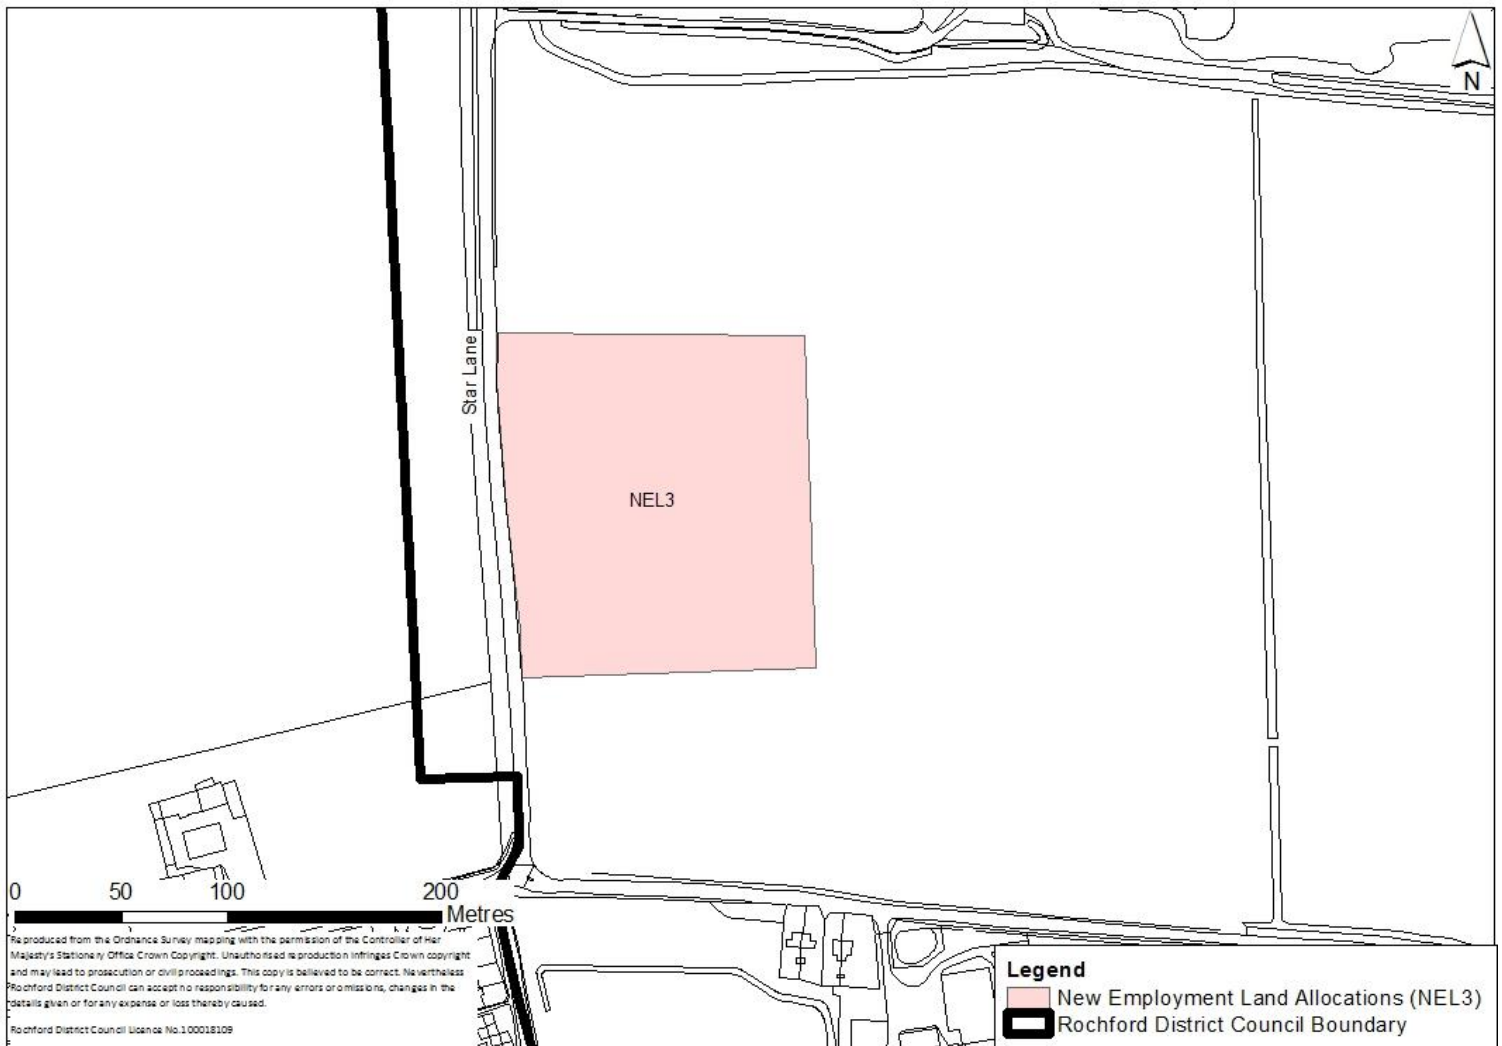 N
Star Lane
NEL3
0 50 100 200
Metres
Reproduced from the Ordnance Survey mapping with the permission of the Controller of Her
Majesty's Stationery Office Crown Copyright. Unauthorised reproduction infringes Crown copyright
and may lead to prosecution or civil proceedings. This copy is believed to be correct. Nevertheless
Rochford District Council can accept no responsibility for any errors or omissions, changes in the
details given or for any expense or loss thereby caused.
Rochford District Council Licence No.100018109
Legend
New Employment Land Allocations (NEL3)
Rochford District Council Boundary